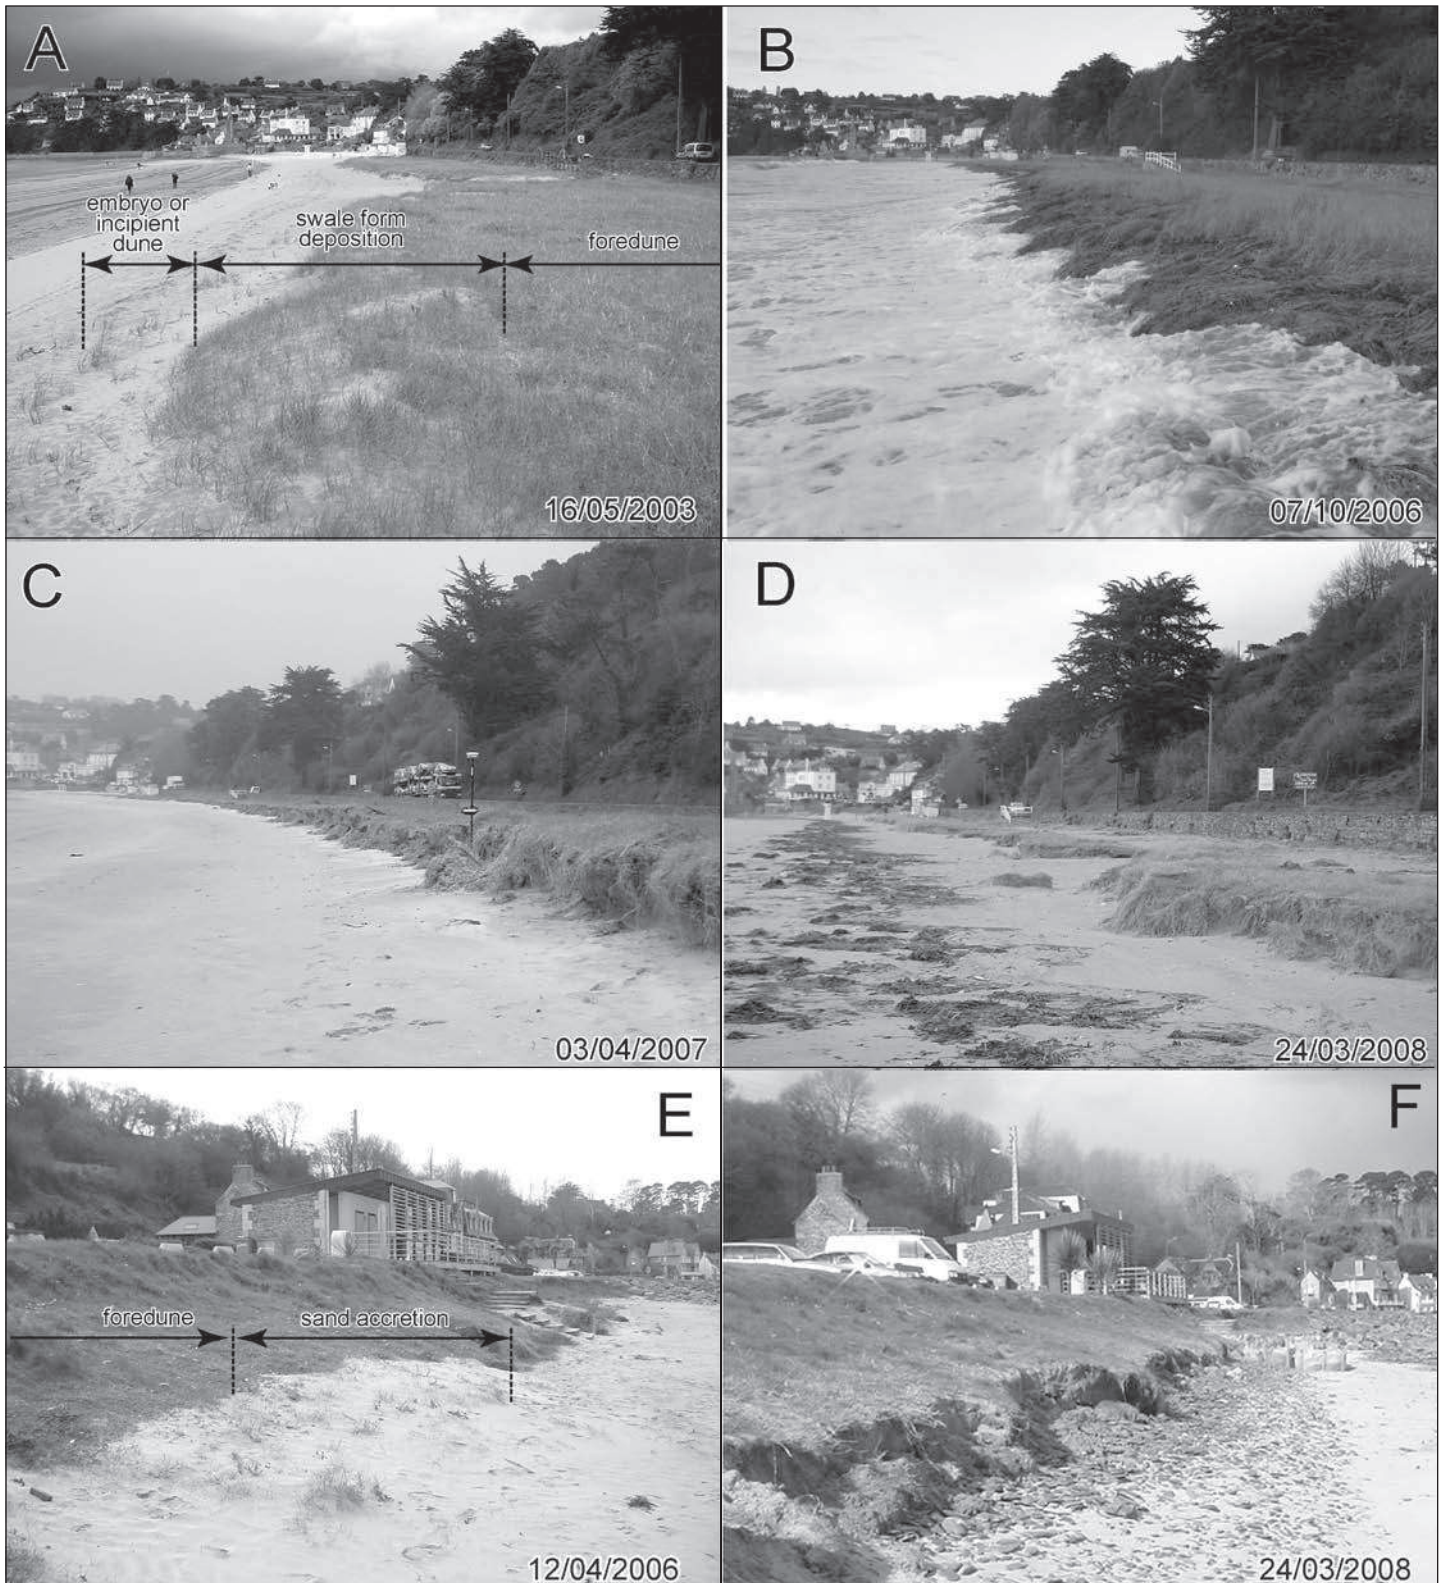 A
embryo or
incipient
dune
swale form
deposition
foredune
16/05/2003
B
07/10/2006
C
03/04/2007
D
24/03/2008
E
foredune
sand accretion
12/04/2006
F
24/03/2008